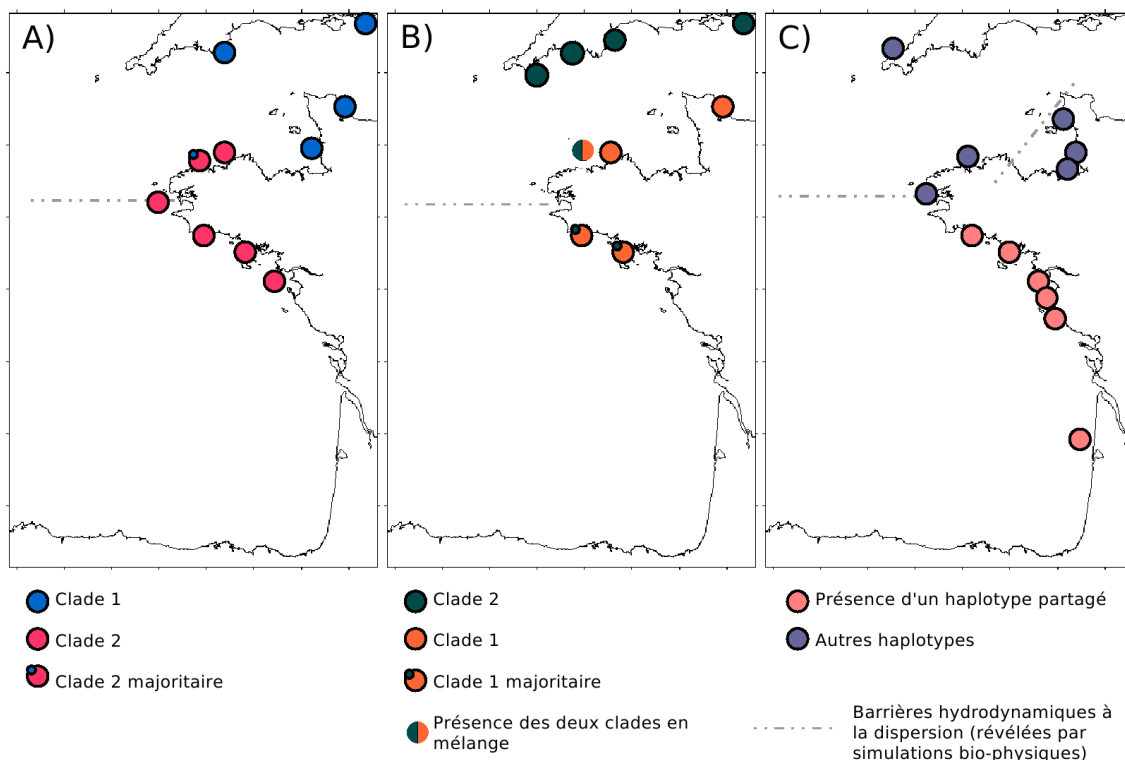 A)
B)
C)
Clade 1
Clade 2
Clade 2 majoritaire
Clade 2
Clade 1
Clade 1 majoritaire
Présence des deux clades en
mélange
Présence d'un haplotype partagé
Autres haplotypes
Barrières hydrodynamiques à
la dispersion (révélées par
simulations bio-physiques)